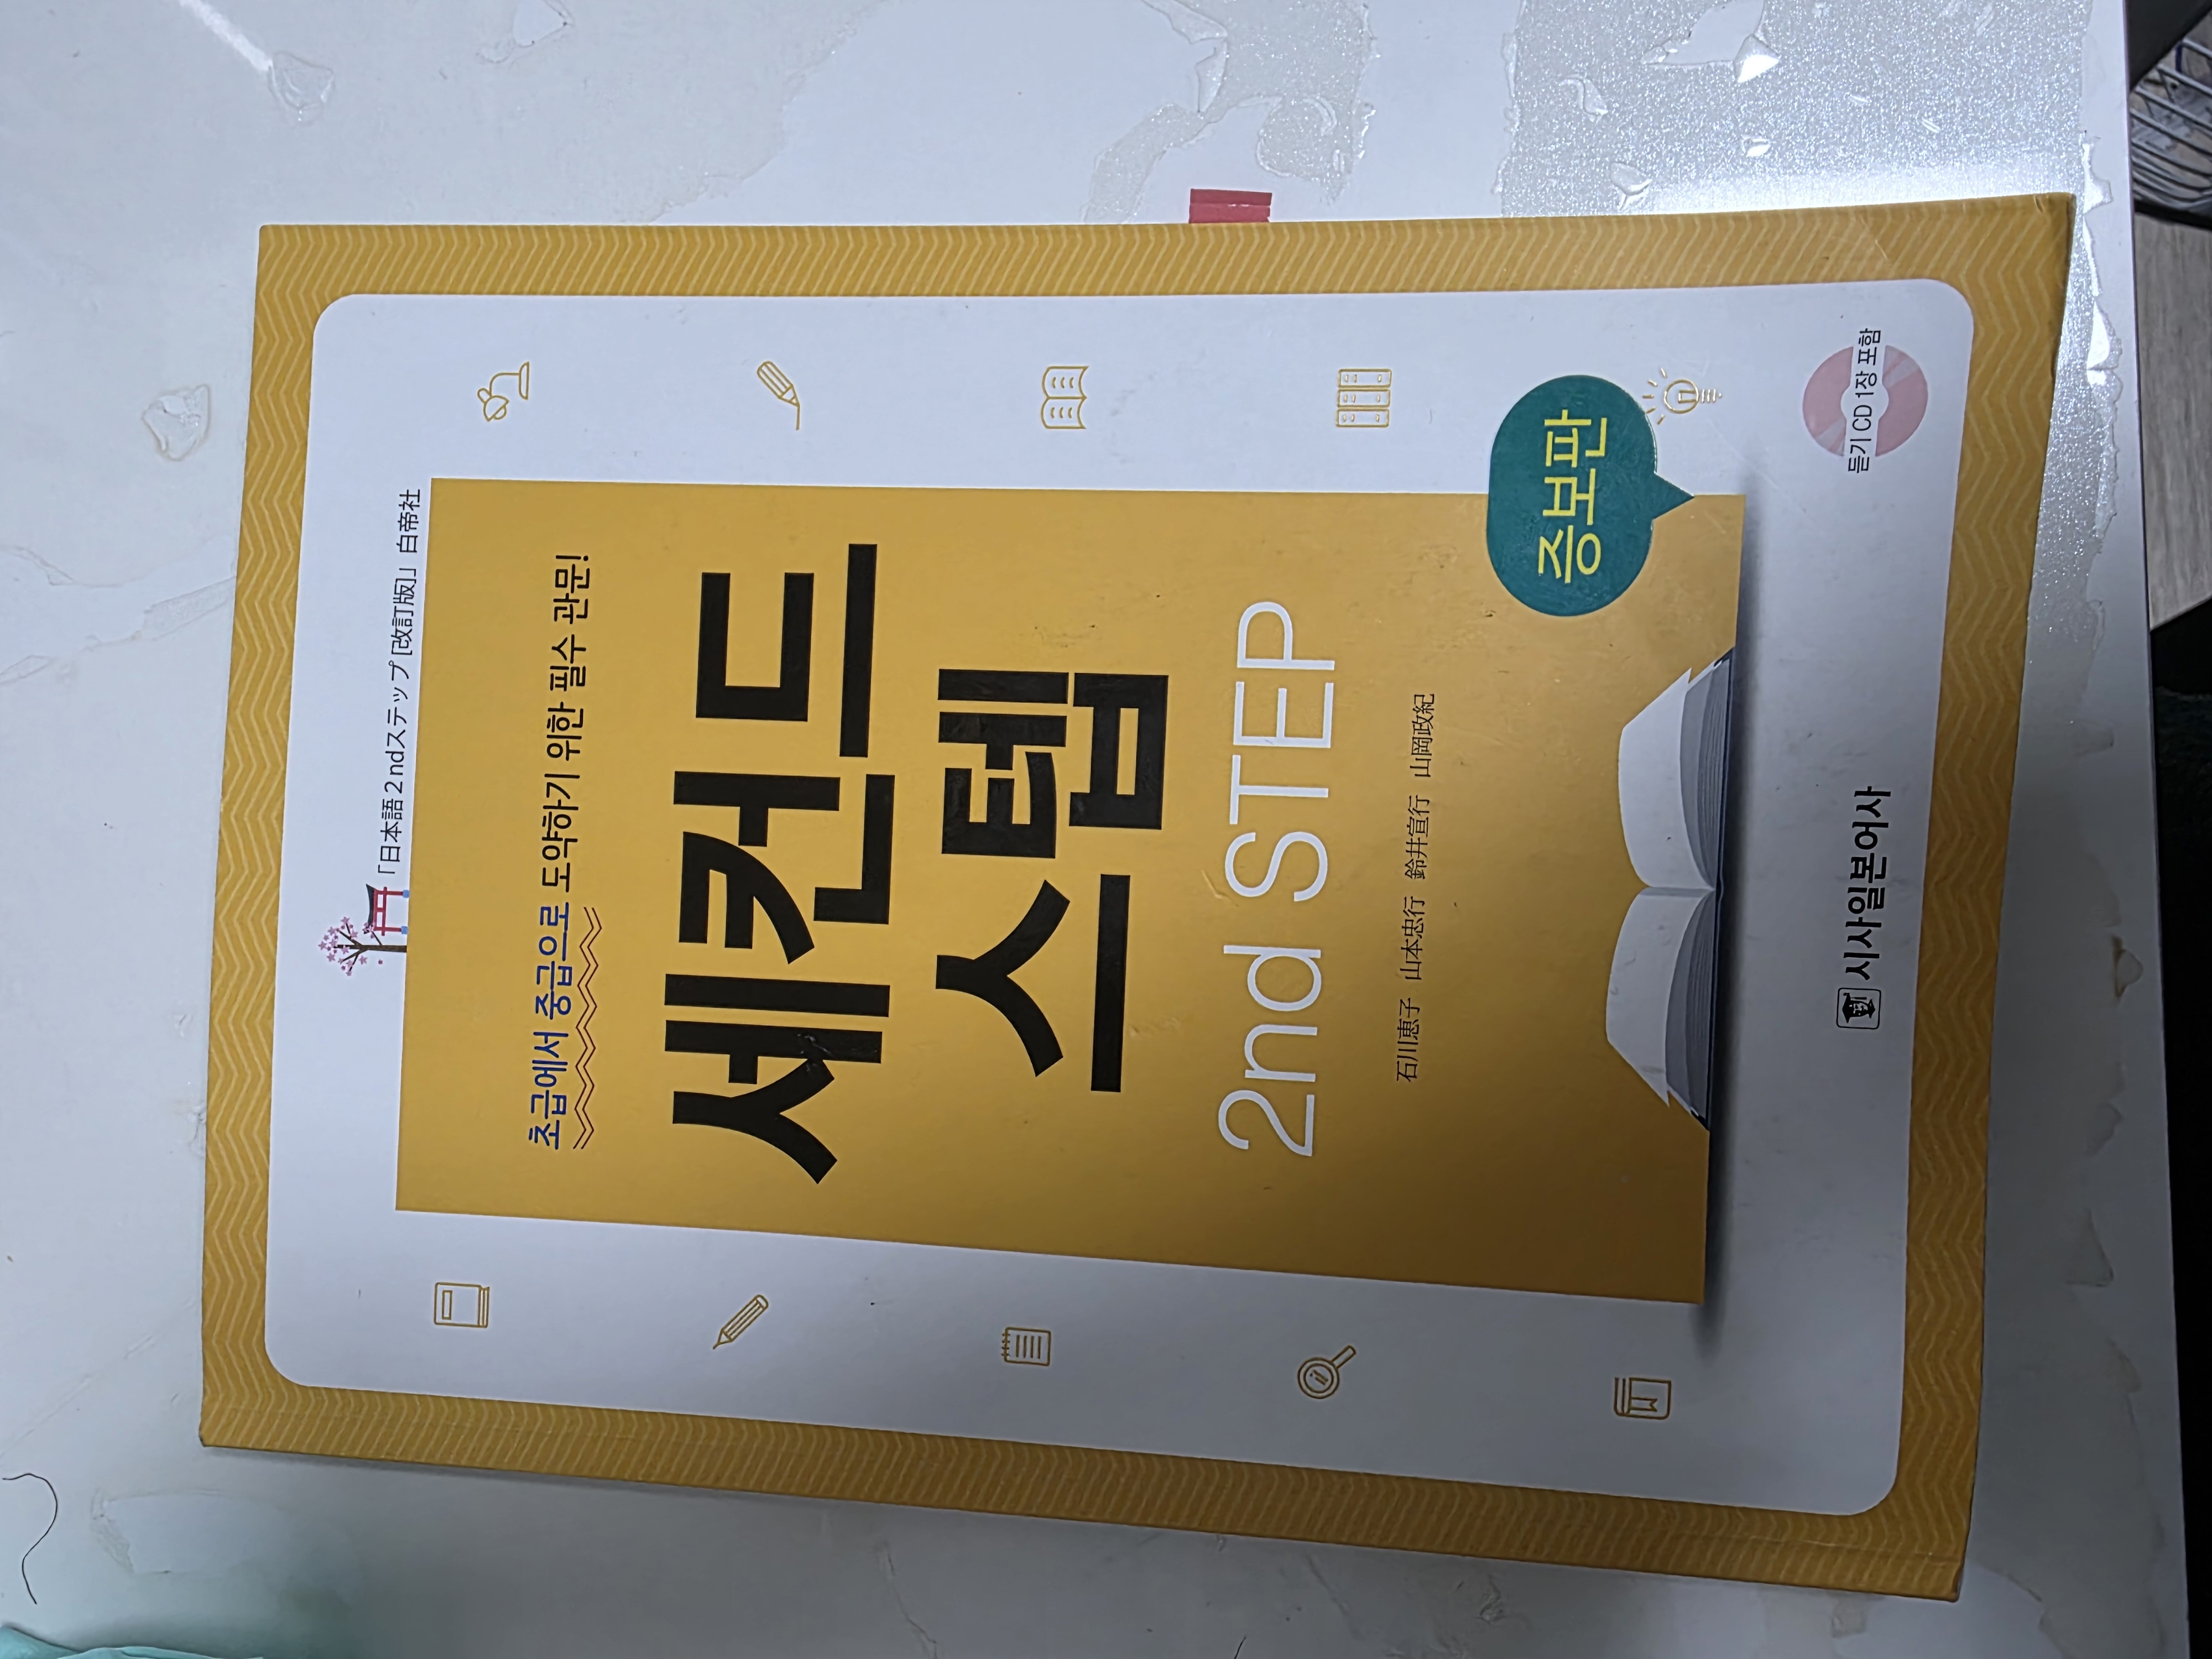 「日本語2ndステップ [改訂版]」 白帝社
초급에서 중급으로 도약하기 위한 필수 관문!
세컨드
스텝
2nd STEP
石川恵子 山本忠行 鈴井宣行 山岡政紀
증보판
시사일본어사
듣기 CD 1장 포함